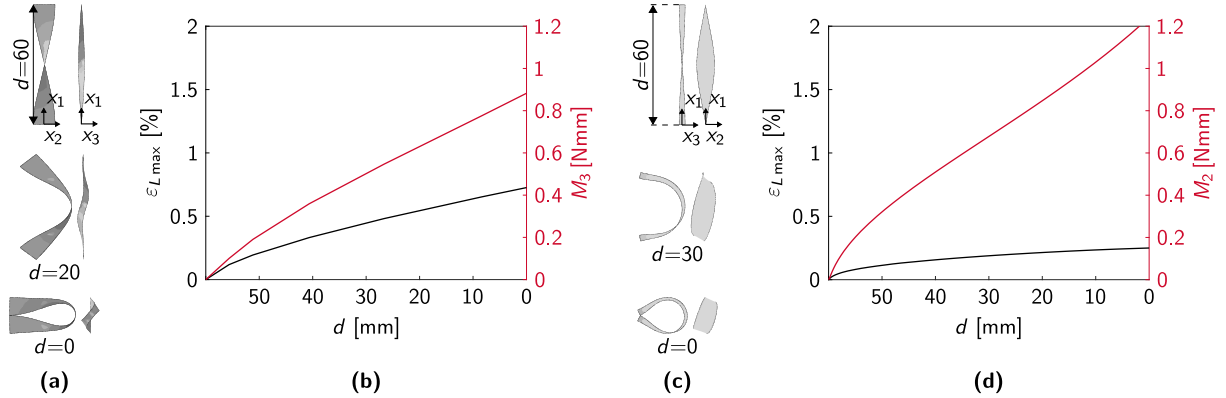 d=60
x₁
x₁
x₂
x₃
d=20
d=0
(a)
2
1.5
1
0.5
0
ε_L max [%]
50
40
30
20
10
0
d [mm]
1.2
1
0.8
0.6
0.4
0.2
0
M₃ [Nmm]
(b)
d=60
x₁
x₁
x₃
x₂
d=30
d=0
(c)
2
1.5
1
0.5
0
ε_L max [%]
50
40
30
20
10
0
d [mm]
1.2
1
0.8
0.6
0.4
0.2
0
M₂ [Nmm]
(d)